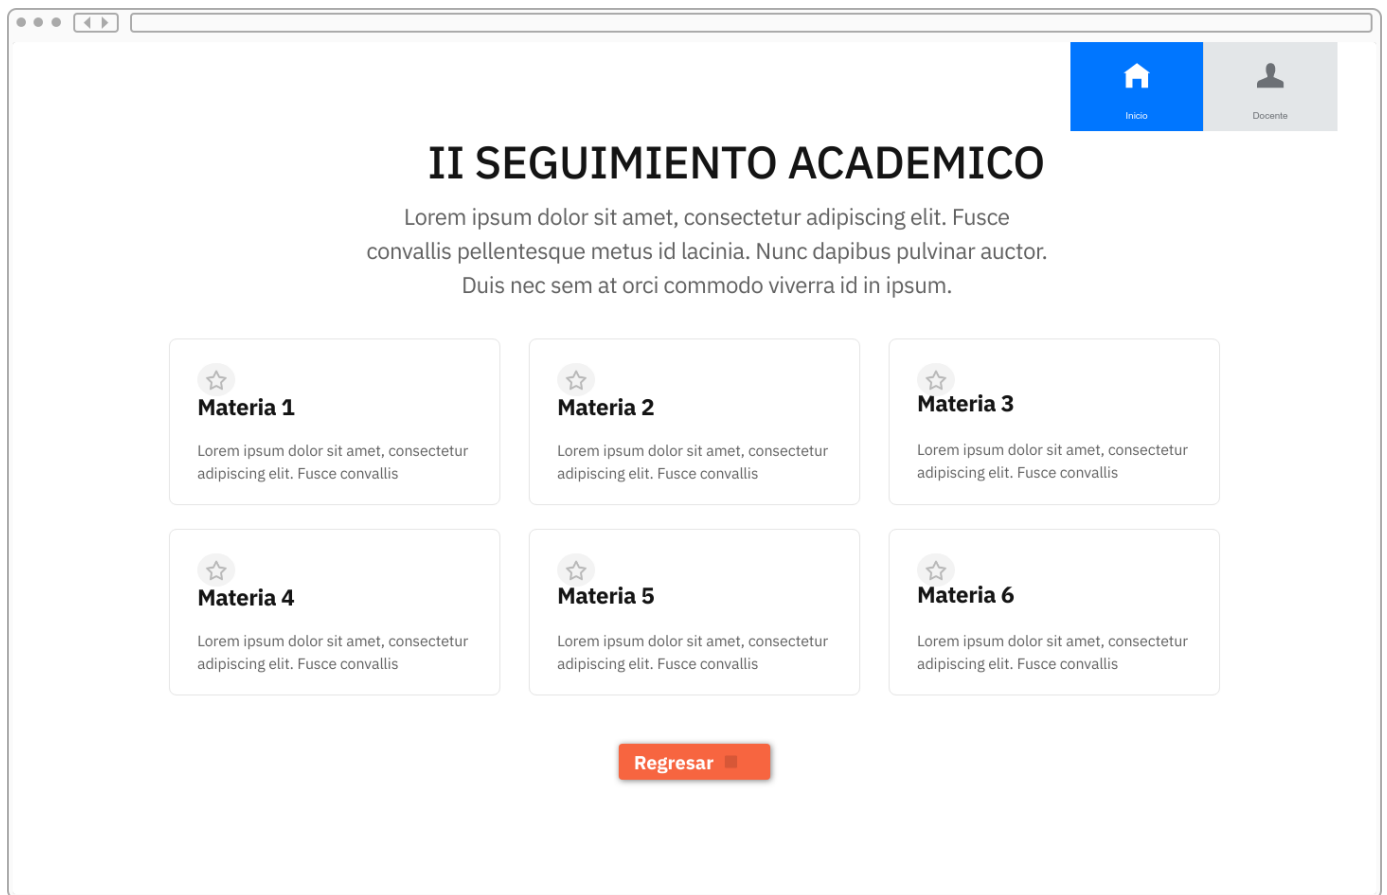 Inicio
Docente
II SEGUIMIENTO ACADEMICO
Lorem ipsum dolor sit amet, consectetur adipiscing elit. Fusce
convallis pellentesque metus id lacinia. Nunc dapibus pulvinar auctor.
Duis nec sem at orci commodo viverra id in ipsum.
Materia 1
Lorem ipsum dolor sit amet, consectetur
adipiscing elit. Fusce convallis
Materia 2
Lorem ipsum dolor sit amet, consectetur
adipiscing elit. Fusce convallis
Materia 3
Lorem ipsum dolor sit amet, consectetur
adipiscing elit. Fusce convallis
Materia 4
Lorem ipsum dolor sit amet, consectetur
adipiscing elit. Fusce convallis
Materia 5
Lorem ipsum dolor sit amet, consectetur
adipiscing elit. Fusce convallis
Materia 6
Lorem ipsum dolor sit amet, consectetur
adipiscing elit. Fusce convallis
Regresar